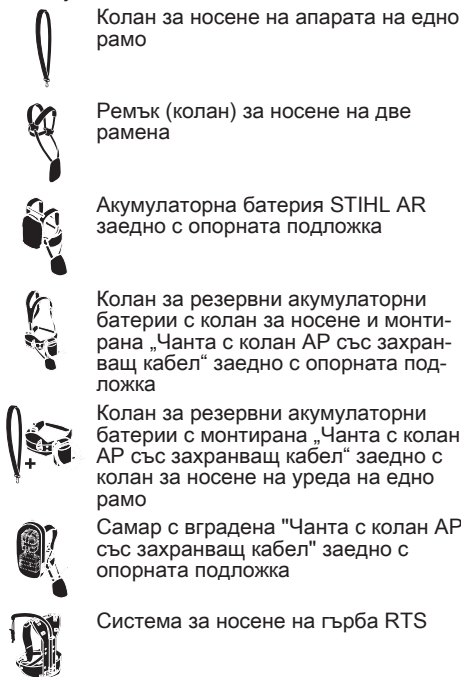 Колан за носене на апарата на едно
рамо
Ремък (колан) за носене на две
рамена
Акумулаторна батерия STIHL AR
заедно с опорната подложка
Колан за резервни акумулаторни
батерии с колан за носене и монти-
рана „Чанта с колан AP със захран-
ващ кабел“ заедно с опорната под-
ложка
Колан за резервни акумулаторни
батерии с монтирана „Чанта с колан
AP със захранващ кабел“ заедно с
колан за носене на уреда на едно
рамо
Самар с вградена "Чанта с колан AP
със захранващ кабел" заедно с
опорната подложка
Система за носене на гърба RTS